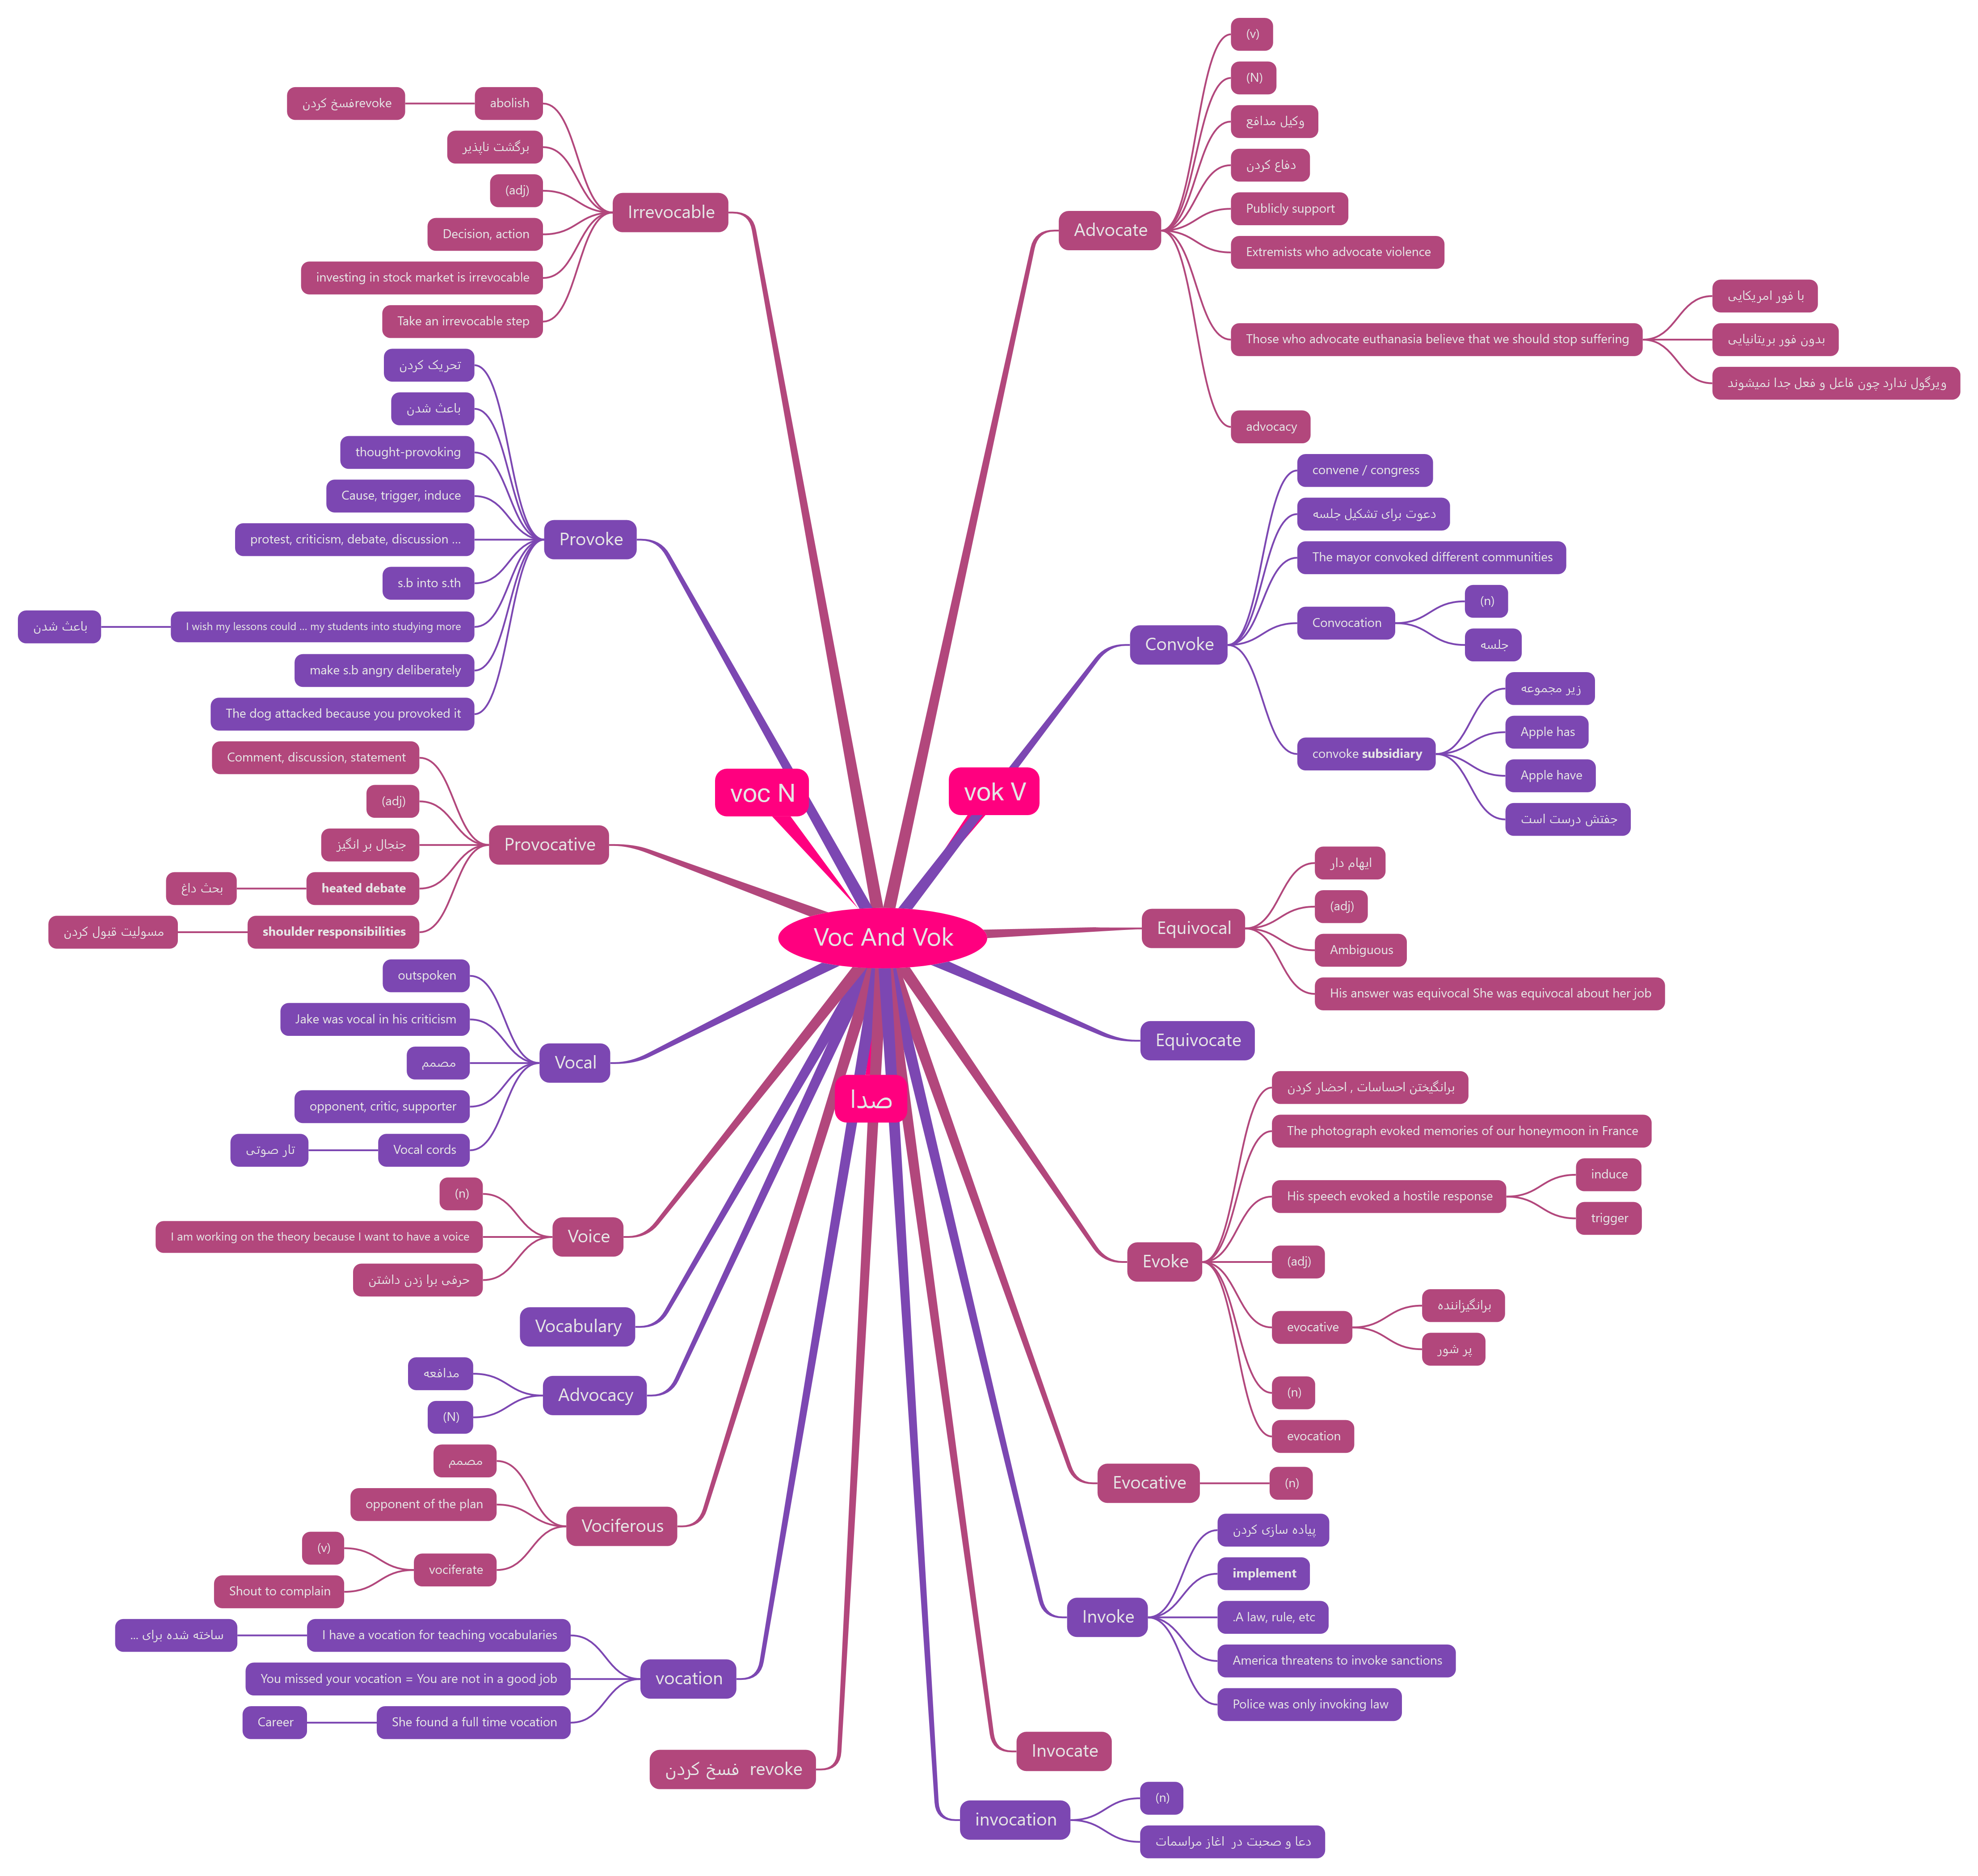 Voc And Vok
voc N
vok V
صدا
Advocate
(v)
(N)
وکیل مدافع
دفاع کردن
Publicly support
Extremists who advocate violence
Those who advocate euthanasia believe that we should stop suffering
با فور امریکایی
بدون فور بریتانیایی
ویرگول ندارد چون فاعل و فعل جدا نمیشوند
advocacy
Convoke
convene / congress
دعوت برای تشکیل جلسه
The mayor convoked different communities
Convocation
(n)
جلسه
convoke subsidiary
زیر مجموعه
Apple has
Apple have
جفتش درست است
Equivocal
ایهام دار
(adj)
Ambiguous
His answer was equivocal She was equivocal about her job
Equivocate
Evoke
برانگیختن احساسات , احضار کردن
The photograph evoked memories of our honeymoon in France
His speech evoked a hostile response
induce
trigger
(adj)
evocative
برانگیزاننده
پر شور
(n)
evocation
Evocative
(n)
Invoke
پیاده سازی کردن
implement
.A law, rule, etc
America threatens to invoke sanctions
Police was only invoking law
Invocate
invocation
(n)
دعا و صحبت در اغاز مراسمات
Irrevocable
abolish
revokeفسخ کردن
برگشت ناپذیر
(adj)
Decision, action
investing in stock market is irrevocable
Take an irrevocable step
Provoke
تحریک کردن
باعث شدن
thought-provoking
Cause, trigger, induce
protest, criticism, debate, discussion ...
s.b into s.th
I wish my lessons could ... my students into studying more
باعث شدن
make s.b angry deliberately
The dog attacked because you provoked it
Provocative
Comment, discussion, statement
(adj)
جنجال بر انگیز
heated debate
بحث داغ
shoulder responsibilities
مسولیت قبول کردن
Vocal
outspoken
Jake was vocal in his criticism
مصمم
opponent, critic, supporter
Vocal cords
تار صوتی
Voice
(n)
I am working on the theory because I want to have a voice
حرفی برا زدن داشتن
Vocabulary
Advocacy
مدافعه
(N)
Vociferous
مصمم
opponent of the plan
vociferate
(v)
Shout to complain
vocation
I have a vocation for teaching vocabularies
ساخته شده برای ...
You missed your vocation = You are not in a good job
She found a full time vocation
Career
revoke فسخ کردن